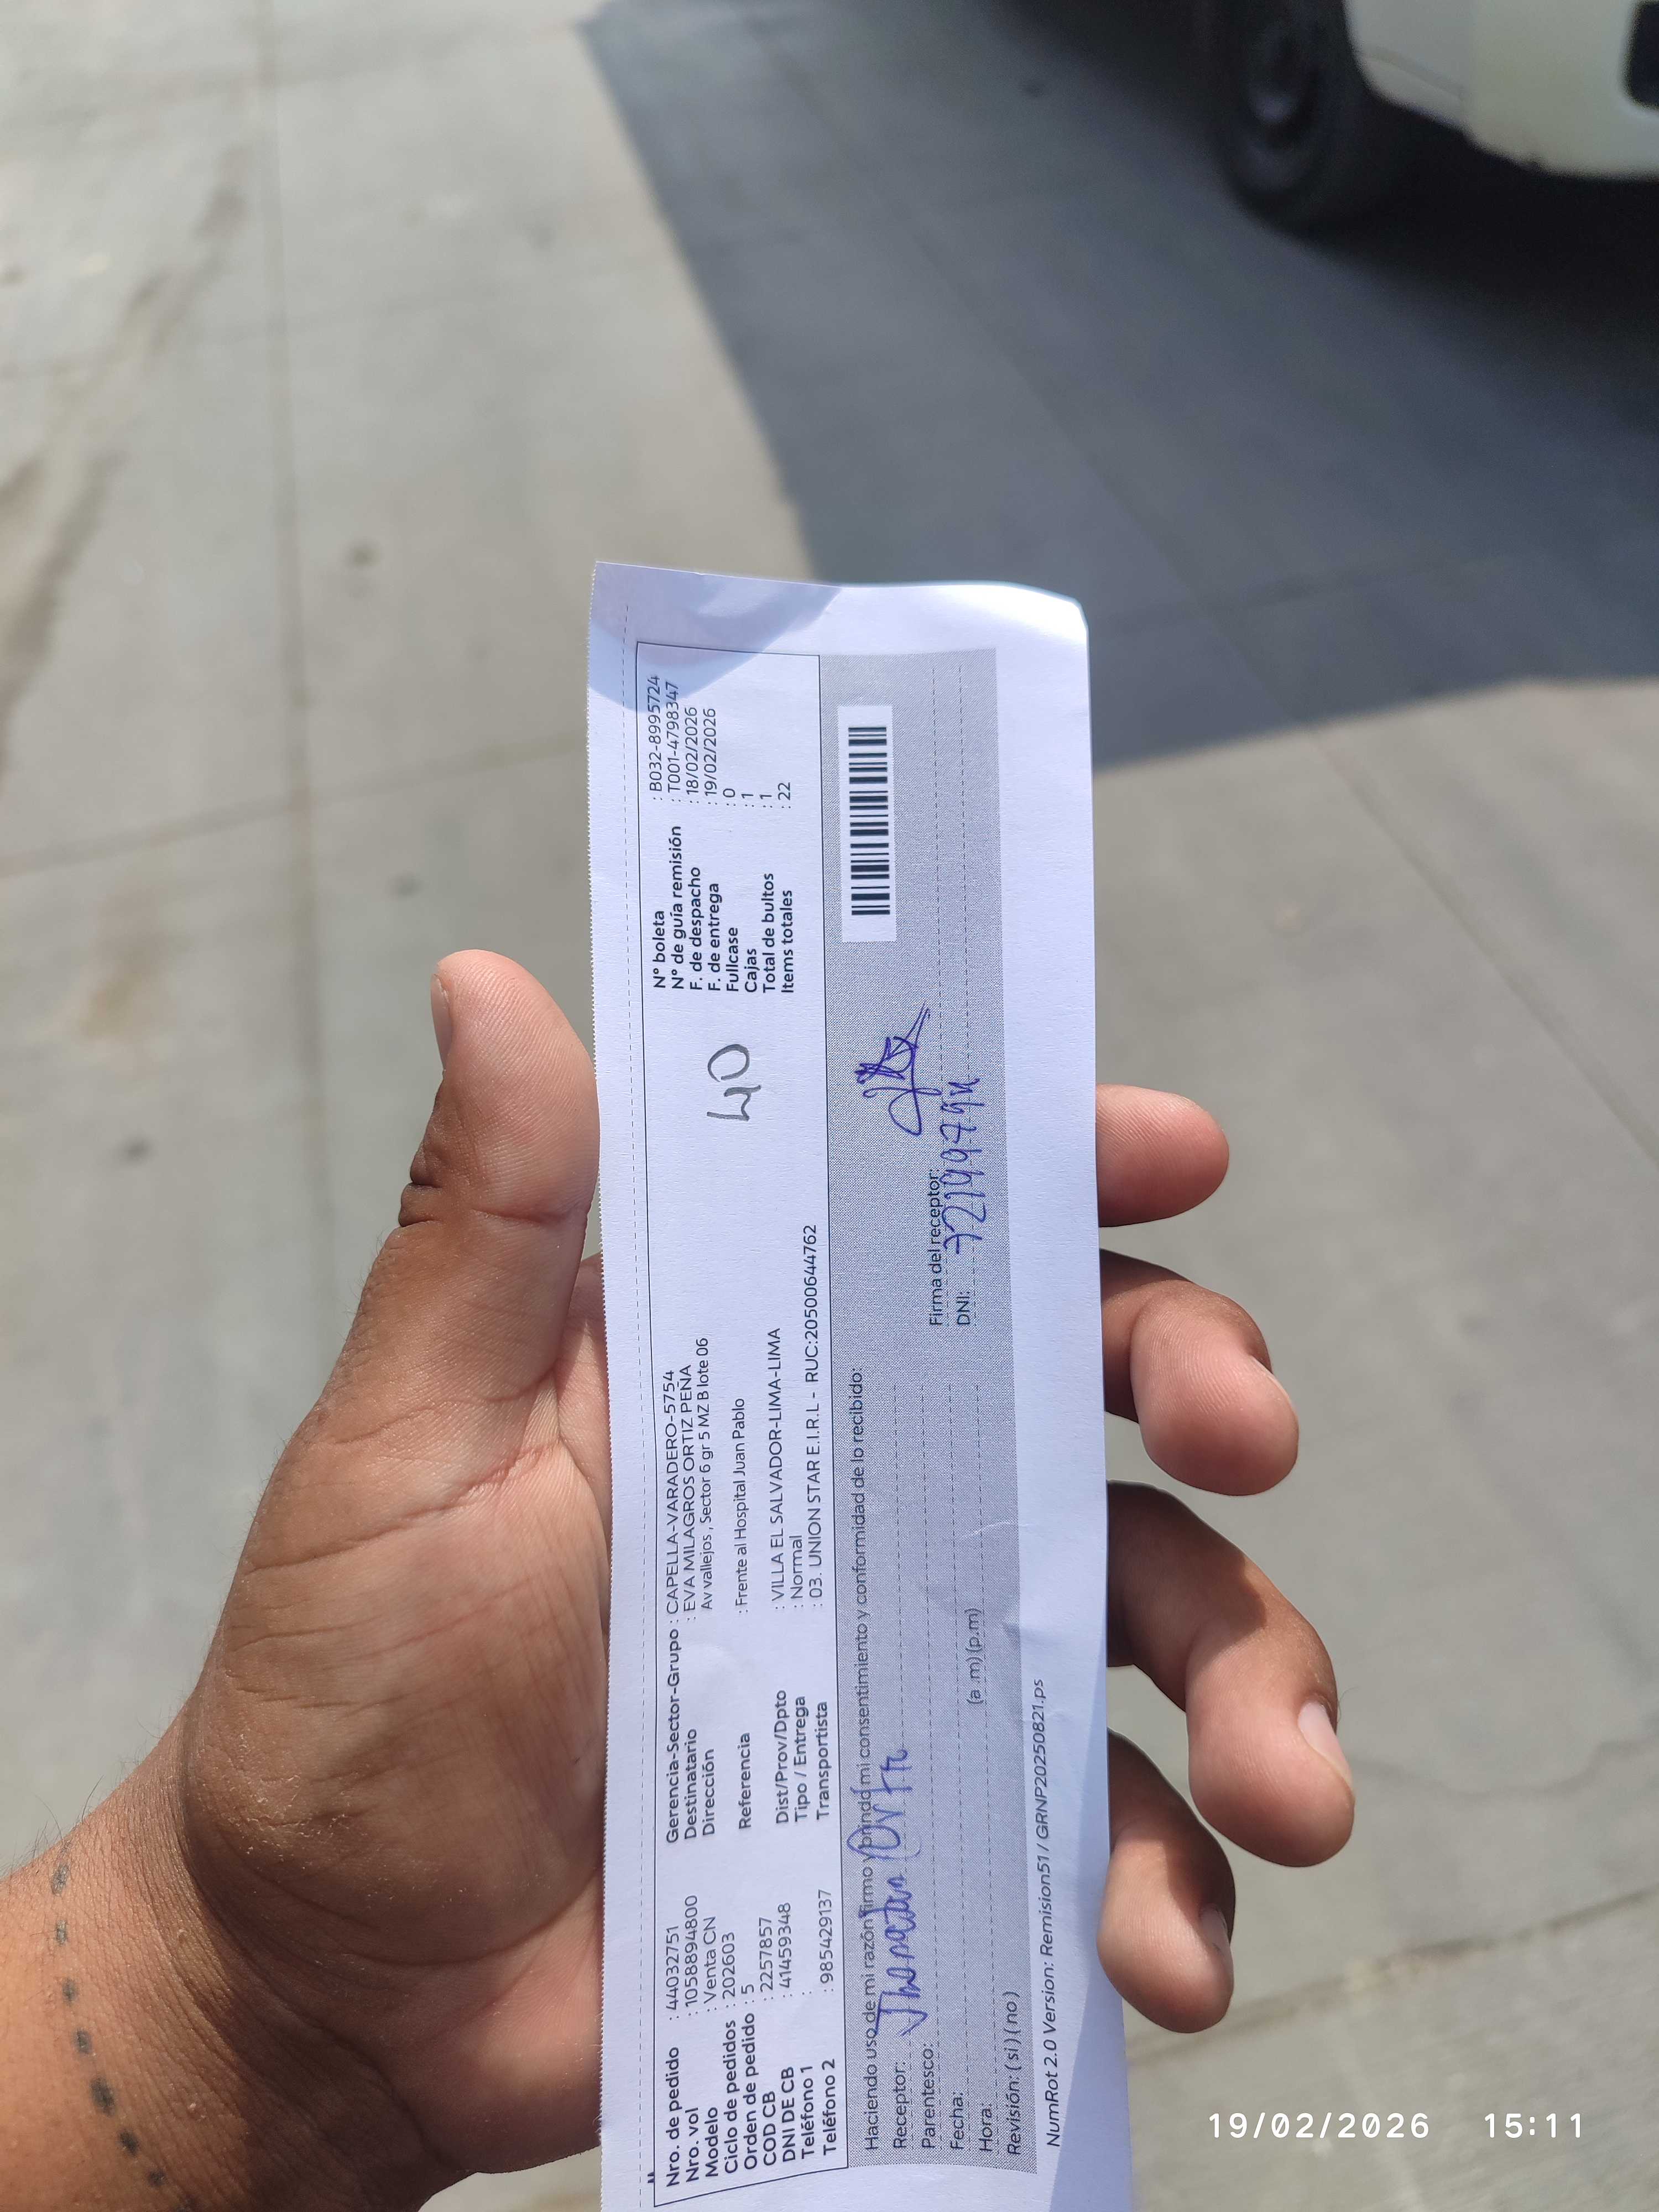 Nro. de pedido : 44032751
Nro. vol : 1058894800
Modelo : Venta CN
Ciclo de pedidos : 202603
Orden de pedido : 5
COD CB : 2257857
DNI DE CB : 41459348
Teléfono 1 :
Teléfono 2 : 985429137
Gerencia-Sector-Grupo : CAPELLA-VARADERO-5754
Destinatario : EVA MILAGROS ORTIZ PEÑA
Dirección Av vallejos , Sector 6 gr 5 MZ B lote 06
Referencia : Frente al Hospital Juan Pablo
Dist/Prov/Dpto : VILLA EL SALVADOR-LIMA-LIMA
Tipo / Entrega : Normal
Transportista : 03. UNION STAR E.I.R.L - RUC:20500644762
40
N° boleta : B032-8995724
N° de guía remisión : T001-4798347
F. de despacho : 18/02/2026
F. de entrega : 19/02/2026
Fullcase : 0
Cajas : 1
Total de bultos : 1
Items totales : 22
Haciendo uso de mi razón firmo y brindo mi consentimiento y conformidad de lo recibido:
Receptor:
Parentesco:
Fecha:
Hora: (a m) (p.m)
Revisión: ( si ) ( no )
Firma del receptor:
DNI:
NumRot 2.0 Version: Remision51 / GRNP20250821.ps
19/02/2026 15:11